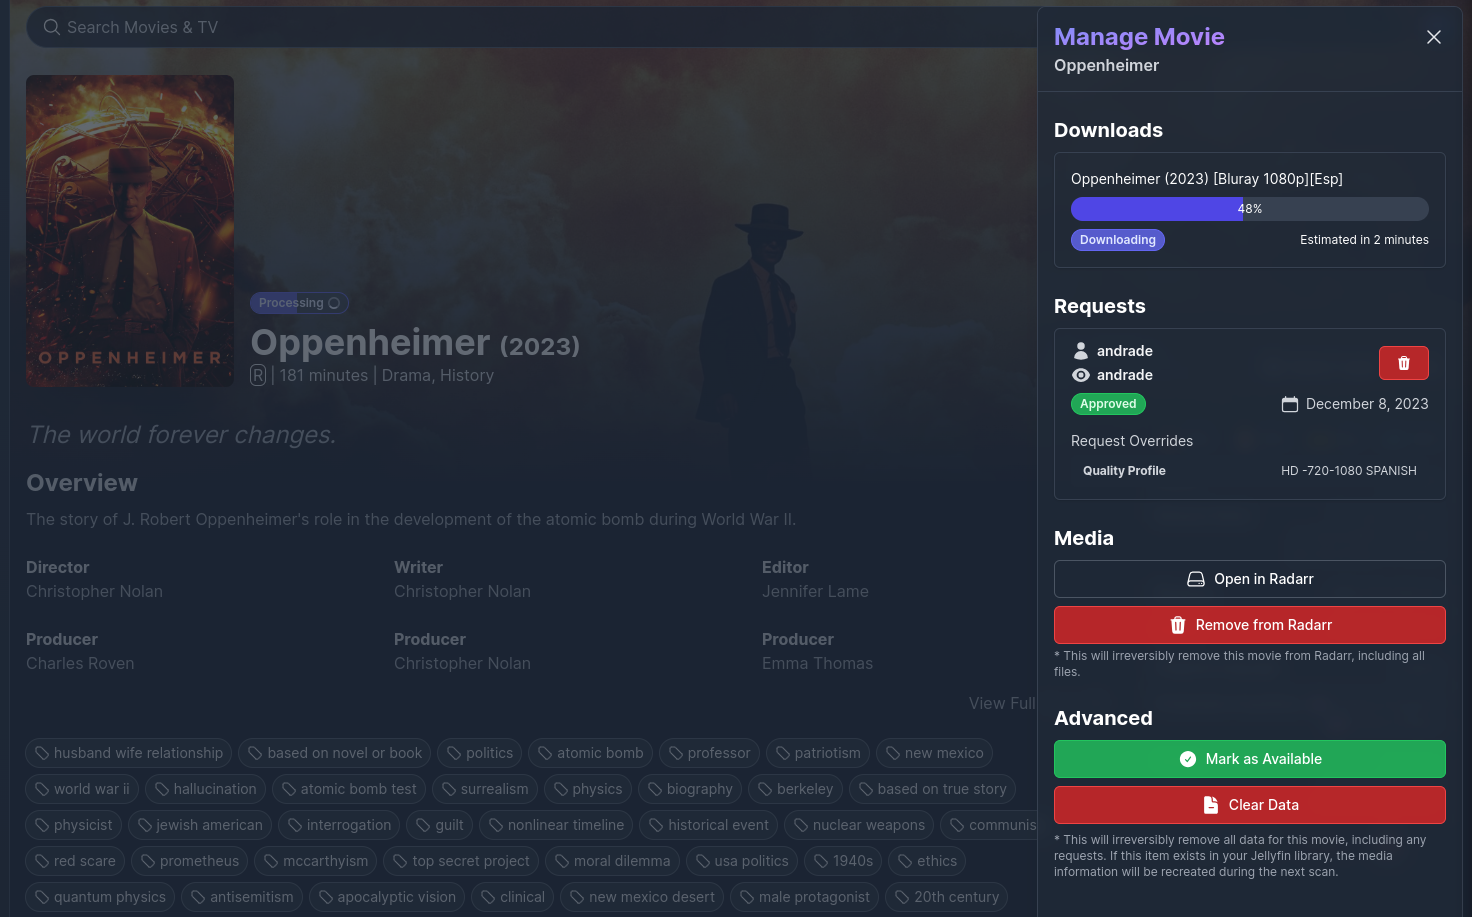 Search Movies & TV
OPPENHEIMER
Processing
Oppenheimer (2023)
R | 181 minutes | Drama, History
The world forever changes.
Overview
The story of J. Robert Oppenheimer's role in the development of the atomic bomb during World War II.
Director
Christopher Nolan
Writer
Christopher Nolan
Editor
Jennifer Lame
Producer
Charles Roven
Producer
Christopher Nolan
Producer
Emma Thomas
View Full
husband wife relationship based on novel or book politics atomic bomb professor patriotism new mexico
world war ii hallucination atomic bomb test surrealism physics biography berkeley based on true story
physicist jewish american interrogation guilt nonlinear timeline historical event nuclear weapons communis
red scare prometheus mccarthyism top secret project moral dilemma usa politics 1940s ethics
quantum physics antisemitism apocalyptic vision clinical new mexico desert male protagonist 20th century
Manage Movie
Oppenheimer
Downloads
Oppenheimer (2023) [Bluray 1080p][Esp]
48%
Downloading Estimated in 2 minutes
Requests
andrade
andrade
Approved December 8, 2023
Request Overrides
Quality Profile HD -720-1080 SPANISH
Media
Open in Radarr
Remove from Radarr
* This will irreversibly remove this movie from Radarr, including all
files.
Advanced
Mark as Available
Clear Data
* This will irreversibly remove all data for this movie, including any
requests. If this item exists in your Jellyfin library, the media
information will be recreated during the next scan.